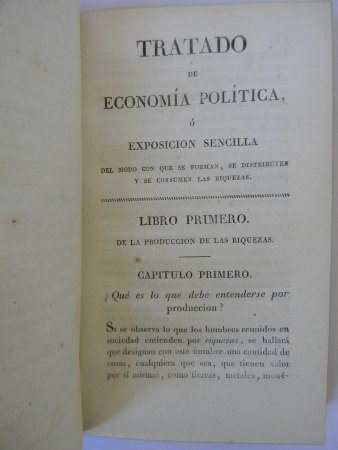 TRATADO
DE
ECONOMÍA POLÍTICA,
Ó
EXPOSICION SENCILLA
DEL MODO CON QUE SE FORMAN, SE DISTRIBUYEN
Y SE CONSUMEN LAS RIQUEZAS.
LIBRO PRIMERO.
DE LA PRODUCCION DE LAS RIQUEZAS.
CAPITULO PRIMERO.
¿Qué es lo que debe entenderse por
produccion?
Si se observa lo que los hombres reunidos en
sociedad entienden por riquezas, se hallará
que designan con este nombre una cantidad de
cosas, cualquiera que sea, que tienen valor
por sí mismas, como tierras, metales, mone-